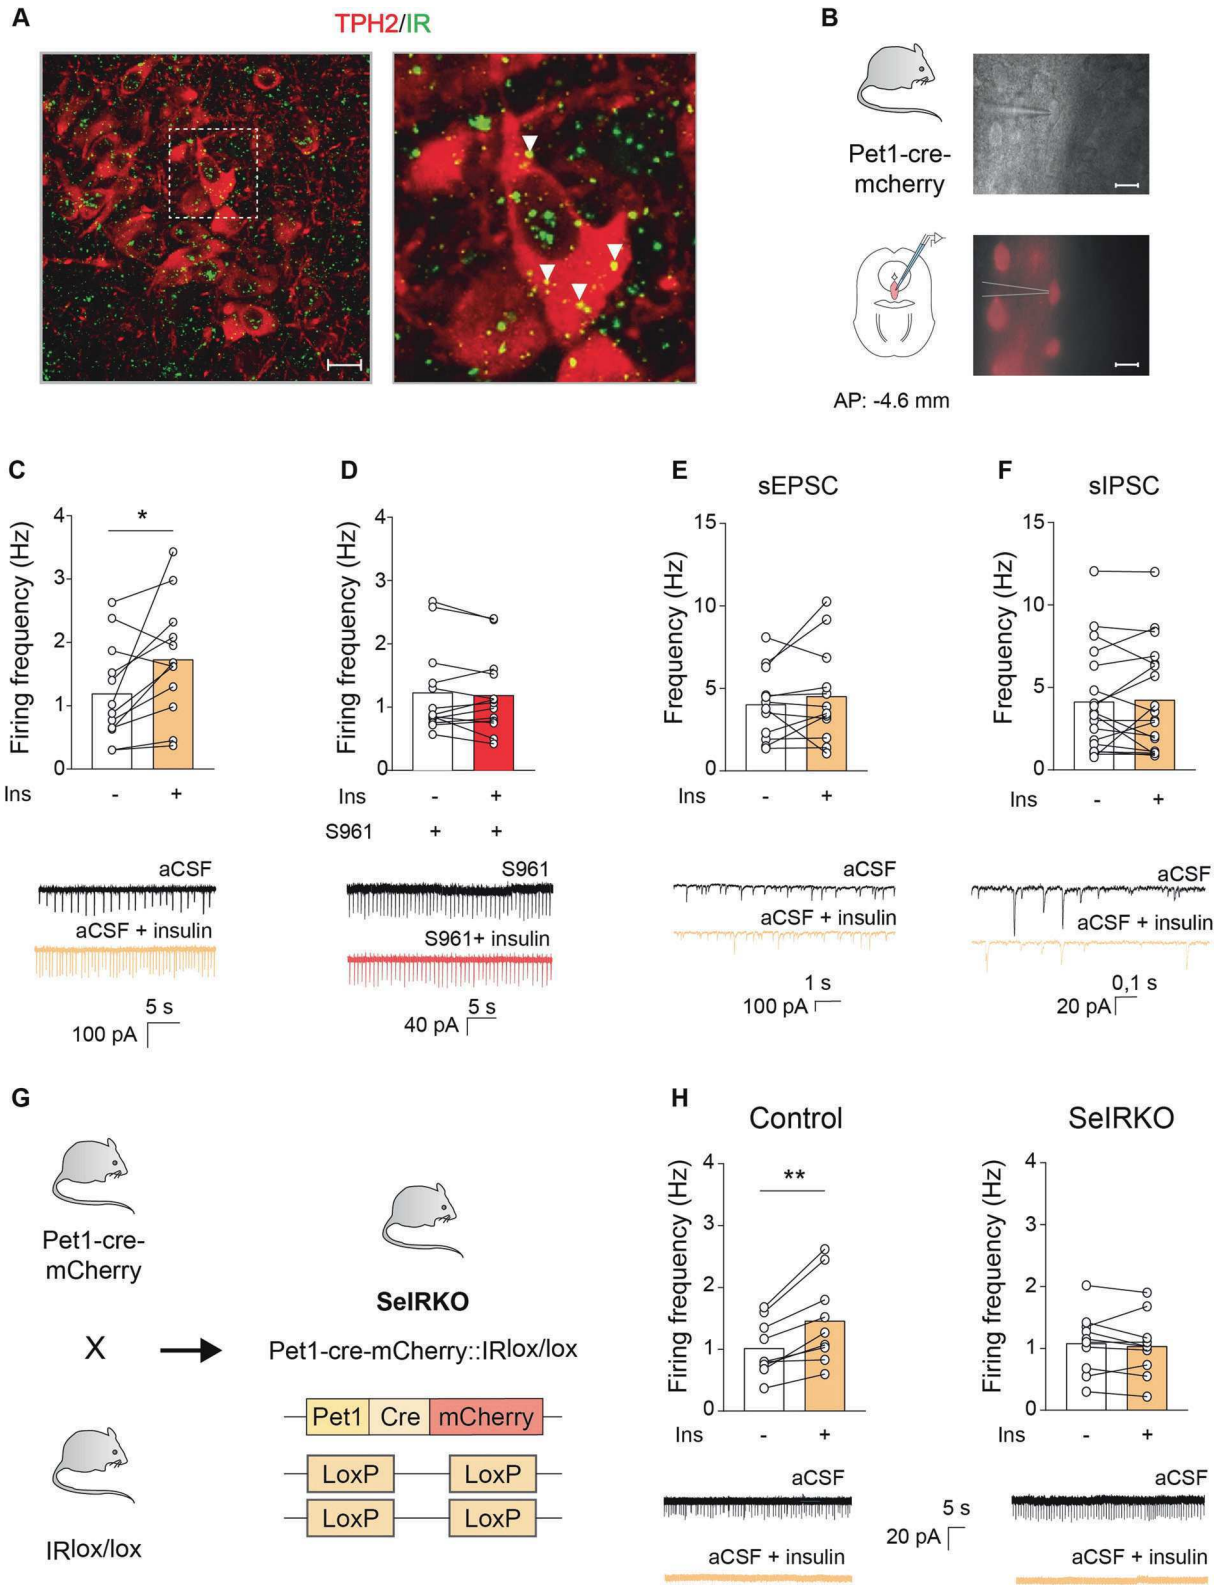 A
TPH2/IR
B
Pet1-cre-
mcherry
AP: -4.6 mm
C
Firing frequency (Hz)
4
3
2
1
0
*
Ins - +
aCSF
aCSF + insulin
5 s
100 pA
D
Firing frequency (Hz)
4
3
2
1
0
Ins - +
S961 + +
S961
S961+ insulin
5 s
40 pA
E
sEPSC
Frequency (Hz)
15
10
5
0
Ins - +
aCSF
aCSF + insulin
1 s
100 pA
F
sIPSC
Frequency (Hz)
15
10
5
0
Ins - +
aCSF
aCSF + insulin
0,1 s
20 pA
G
Pet1-cre-
mCherry
X
IRlox/lox
SeIRKO
Pet1-cre-mCherry::IRlox/lox
Pet1 Cre mCherry
LoxP LoxP
LoxP LoxP
H
Control
Firing frequency (Hz)
4
3
2
1
0
**
Ins - +
aCSF
aCSF + insulin
5 s
20 pA
SeIRKO
Firing frequency (Hz)
4
3
2
1
0
Ins - +
aCSF
aCSF + insulin